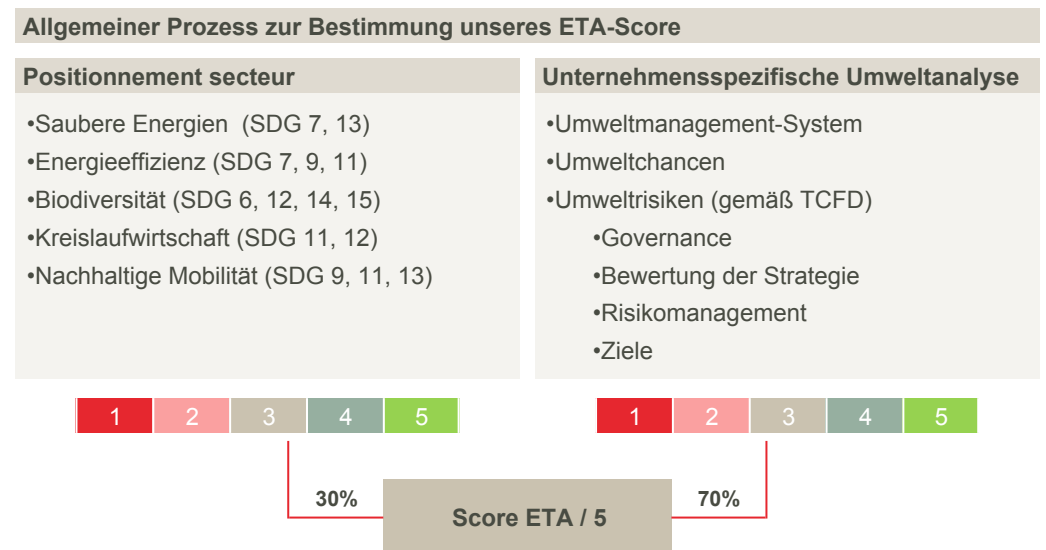 Allgemeiner Prozess zur Bestimmung unseres ETA-Score
Positionnement secteur
•Saubere Energien (SDG 7, 13)
•Energieeffizienz (SDG 7, 9, 11)
•Biodiversität (SDG 6, 12, 14, 15)
•Kreislaufwirtschaft (SDG 11, 12)
•Nachhaltige Mobilität (SDG 9, 11, 13)
Unternehmensspezifische Umweltanalyse
•Umweltmanagement-System
•Umweltchancen
•Umweltrisiken (gemäß TCFD)
•Governance
•Bewertung der Strategie
•Risikomanagement
•Ziele
1 2 3 4 5
1 2 3 4 5
30%
70%
Score ETA / 5